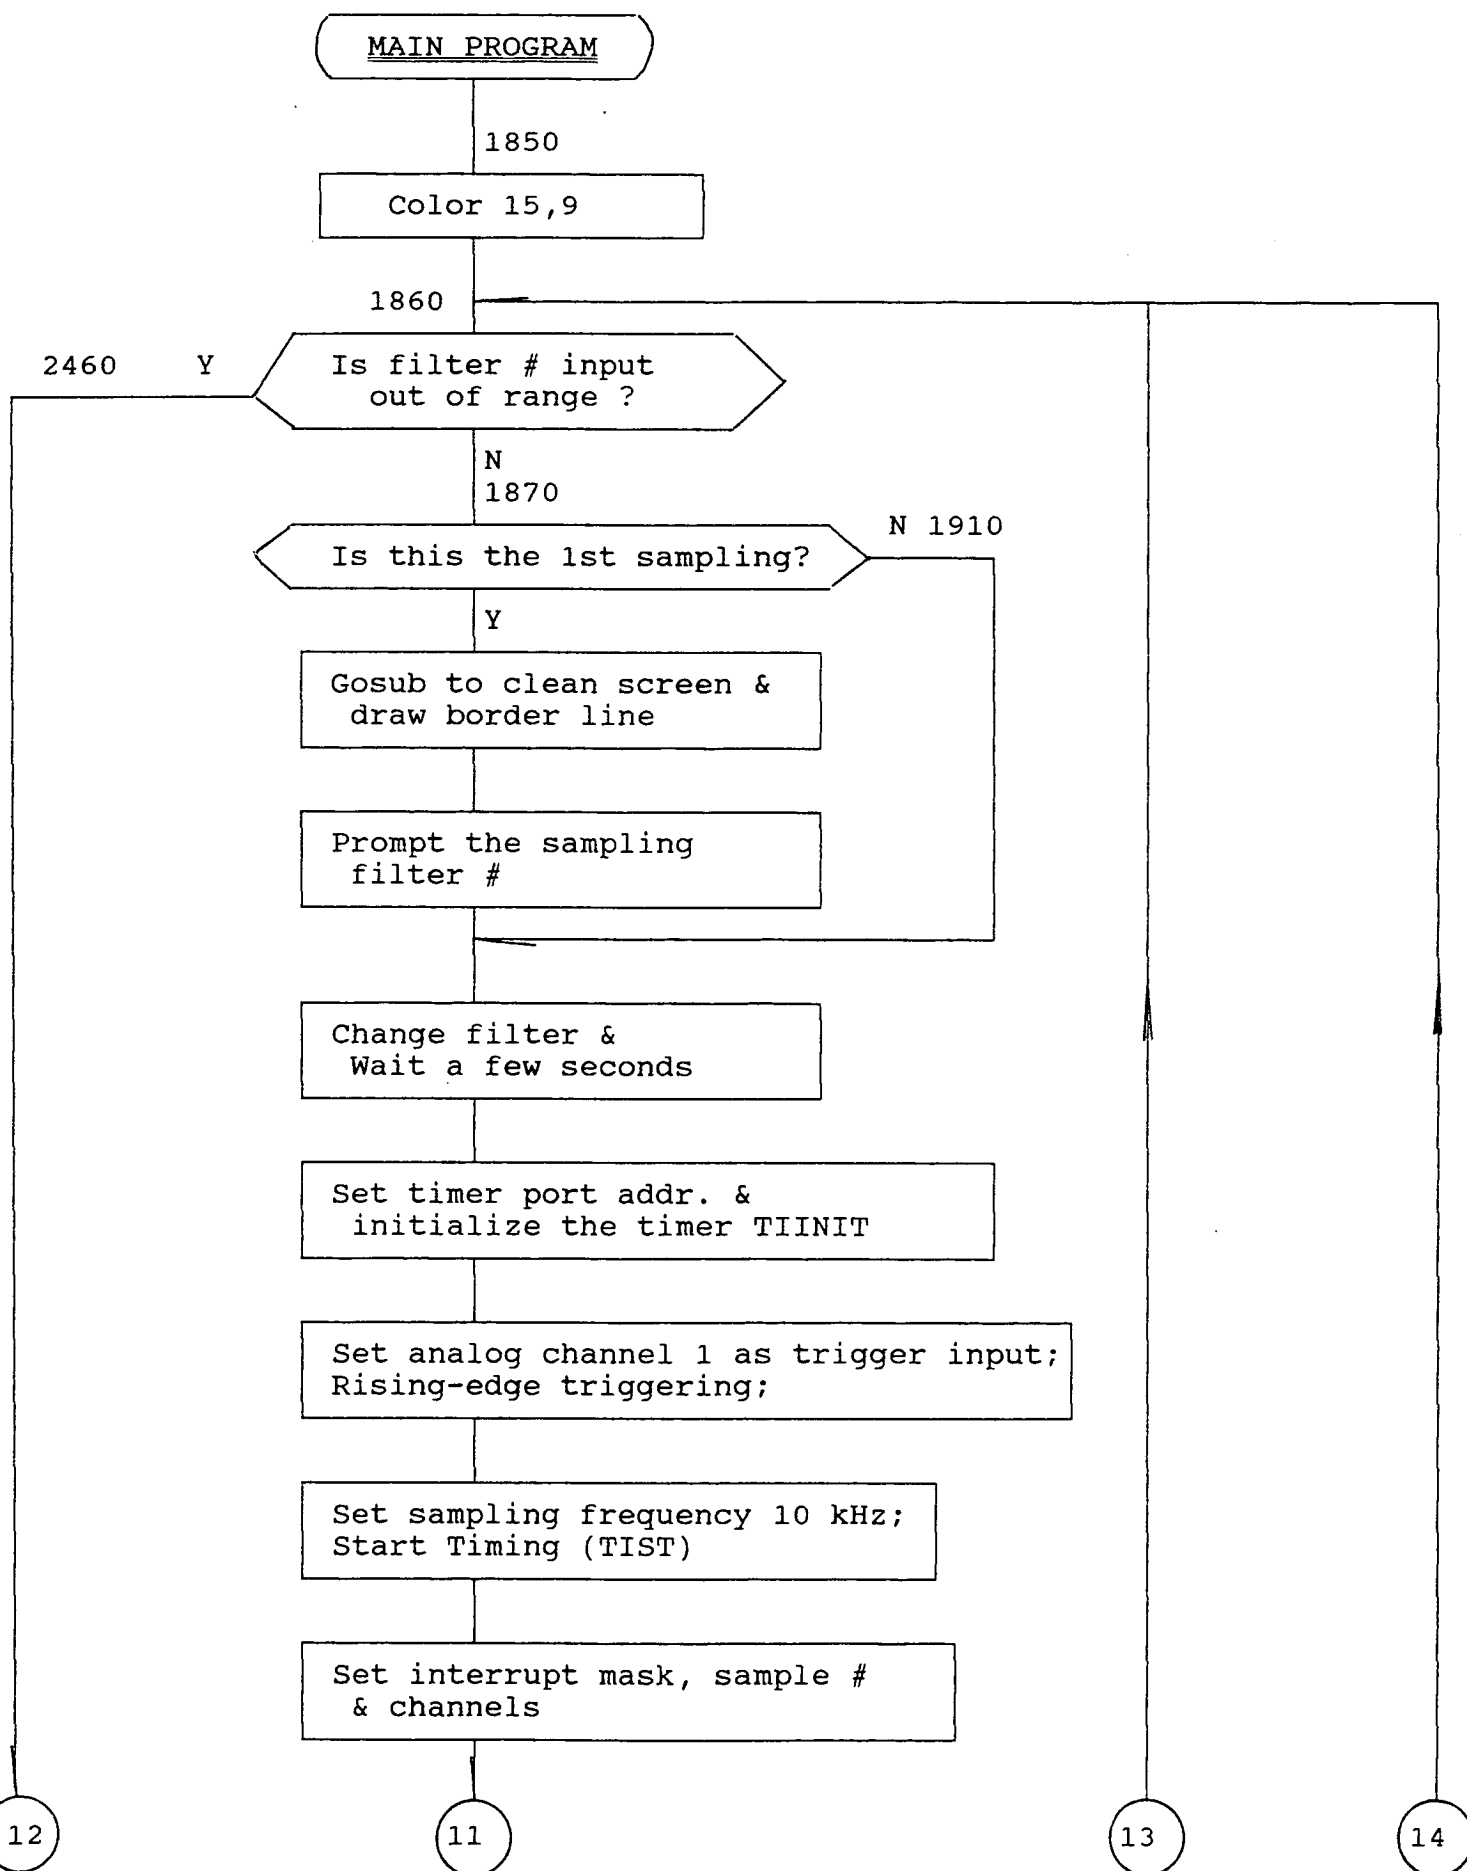 MAIN PROGRAM
1850
Color 15,9
1860
2460 Y
Is filter # input
out of range ?
N
1870
N 1910
Is this the 1st sampling?
Y
Gosub to clean screen &
draw border line
Prompt the sampling
filter #
Change filter &
Wait a few seconds
Set timer port addr. &
initialize the timer TIINIT
Set analog channel 1 as trigger input;
Rising-edge triggering;
Set sampling frequency 10 kHz;
Start Timing (TIST)
Set interrupt mask, sample #
& channels
12
11
13
14